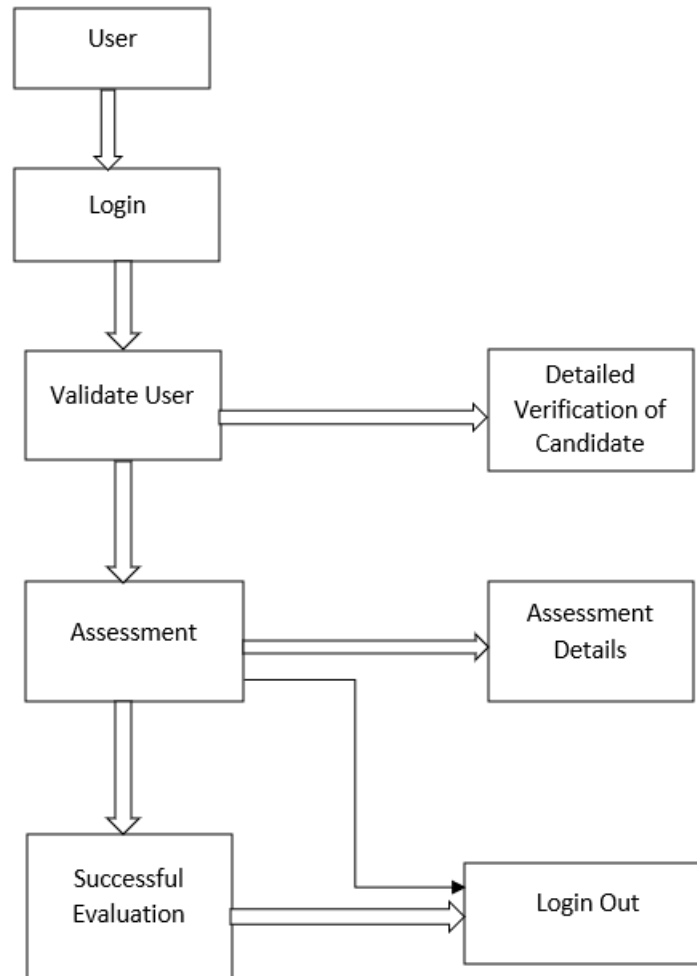 User
Login
Validate User
Detailed
Verification of
Candidate
Assessment
Assessment
Details
Successful
Evaluation
Login Out